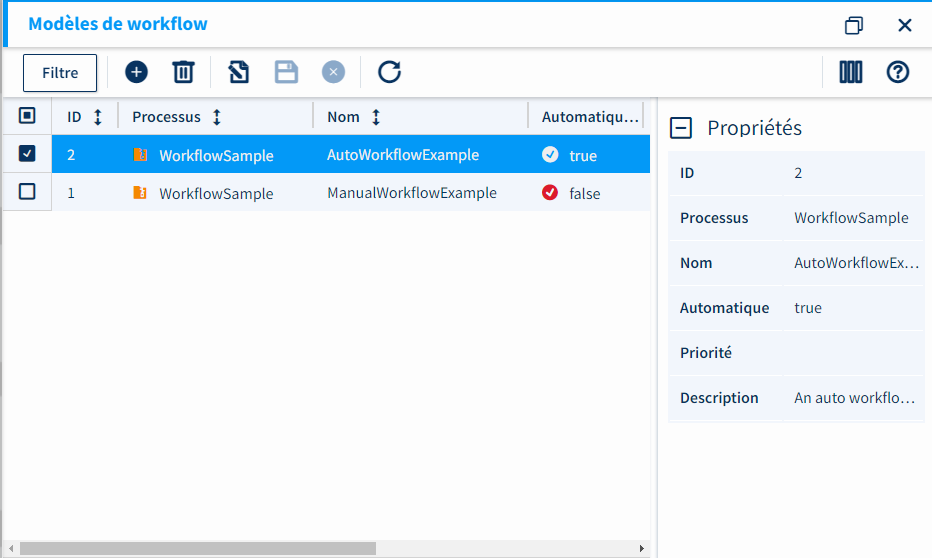 Modèles de workflow
Filtre
ID Processus Nom Automatiqu...
2 WorkflowSample AutoWorkflowExample true
1 WorkflowSample ManualWorkflowExample false
Propriétés
ID 2
Processus WorkflowSample
Nom AutoWorkflowEx...
Automatique true
Priorité
Description An auto workflo...